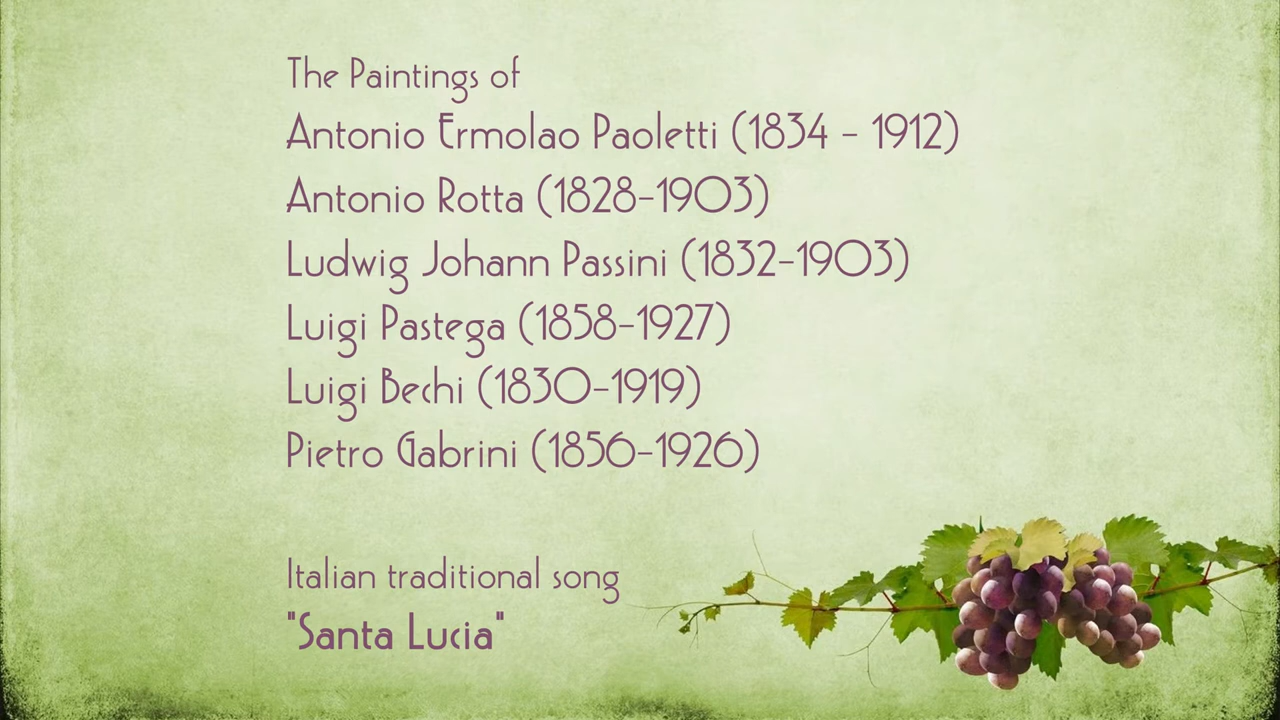 The Paintings of
Antonio Ermolao Paoletti (1834 - 1912)
Antonio Rotta (1828-1903)
Ludwig Johann Passini (1832-1903)
Luigi Pastega (1858-1927)
Luigi Bechi (1830-1919)
Pietro Gabrini (1856-1926)
Italian traditional song
"Santa Lucia"